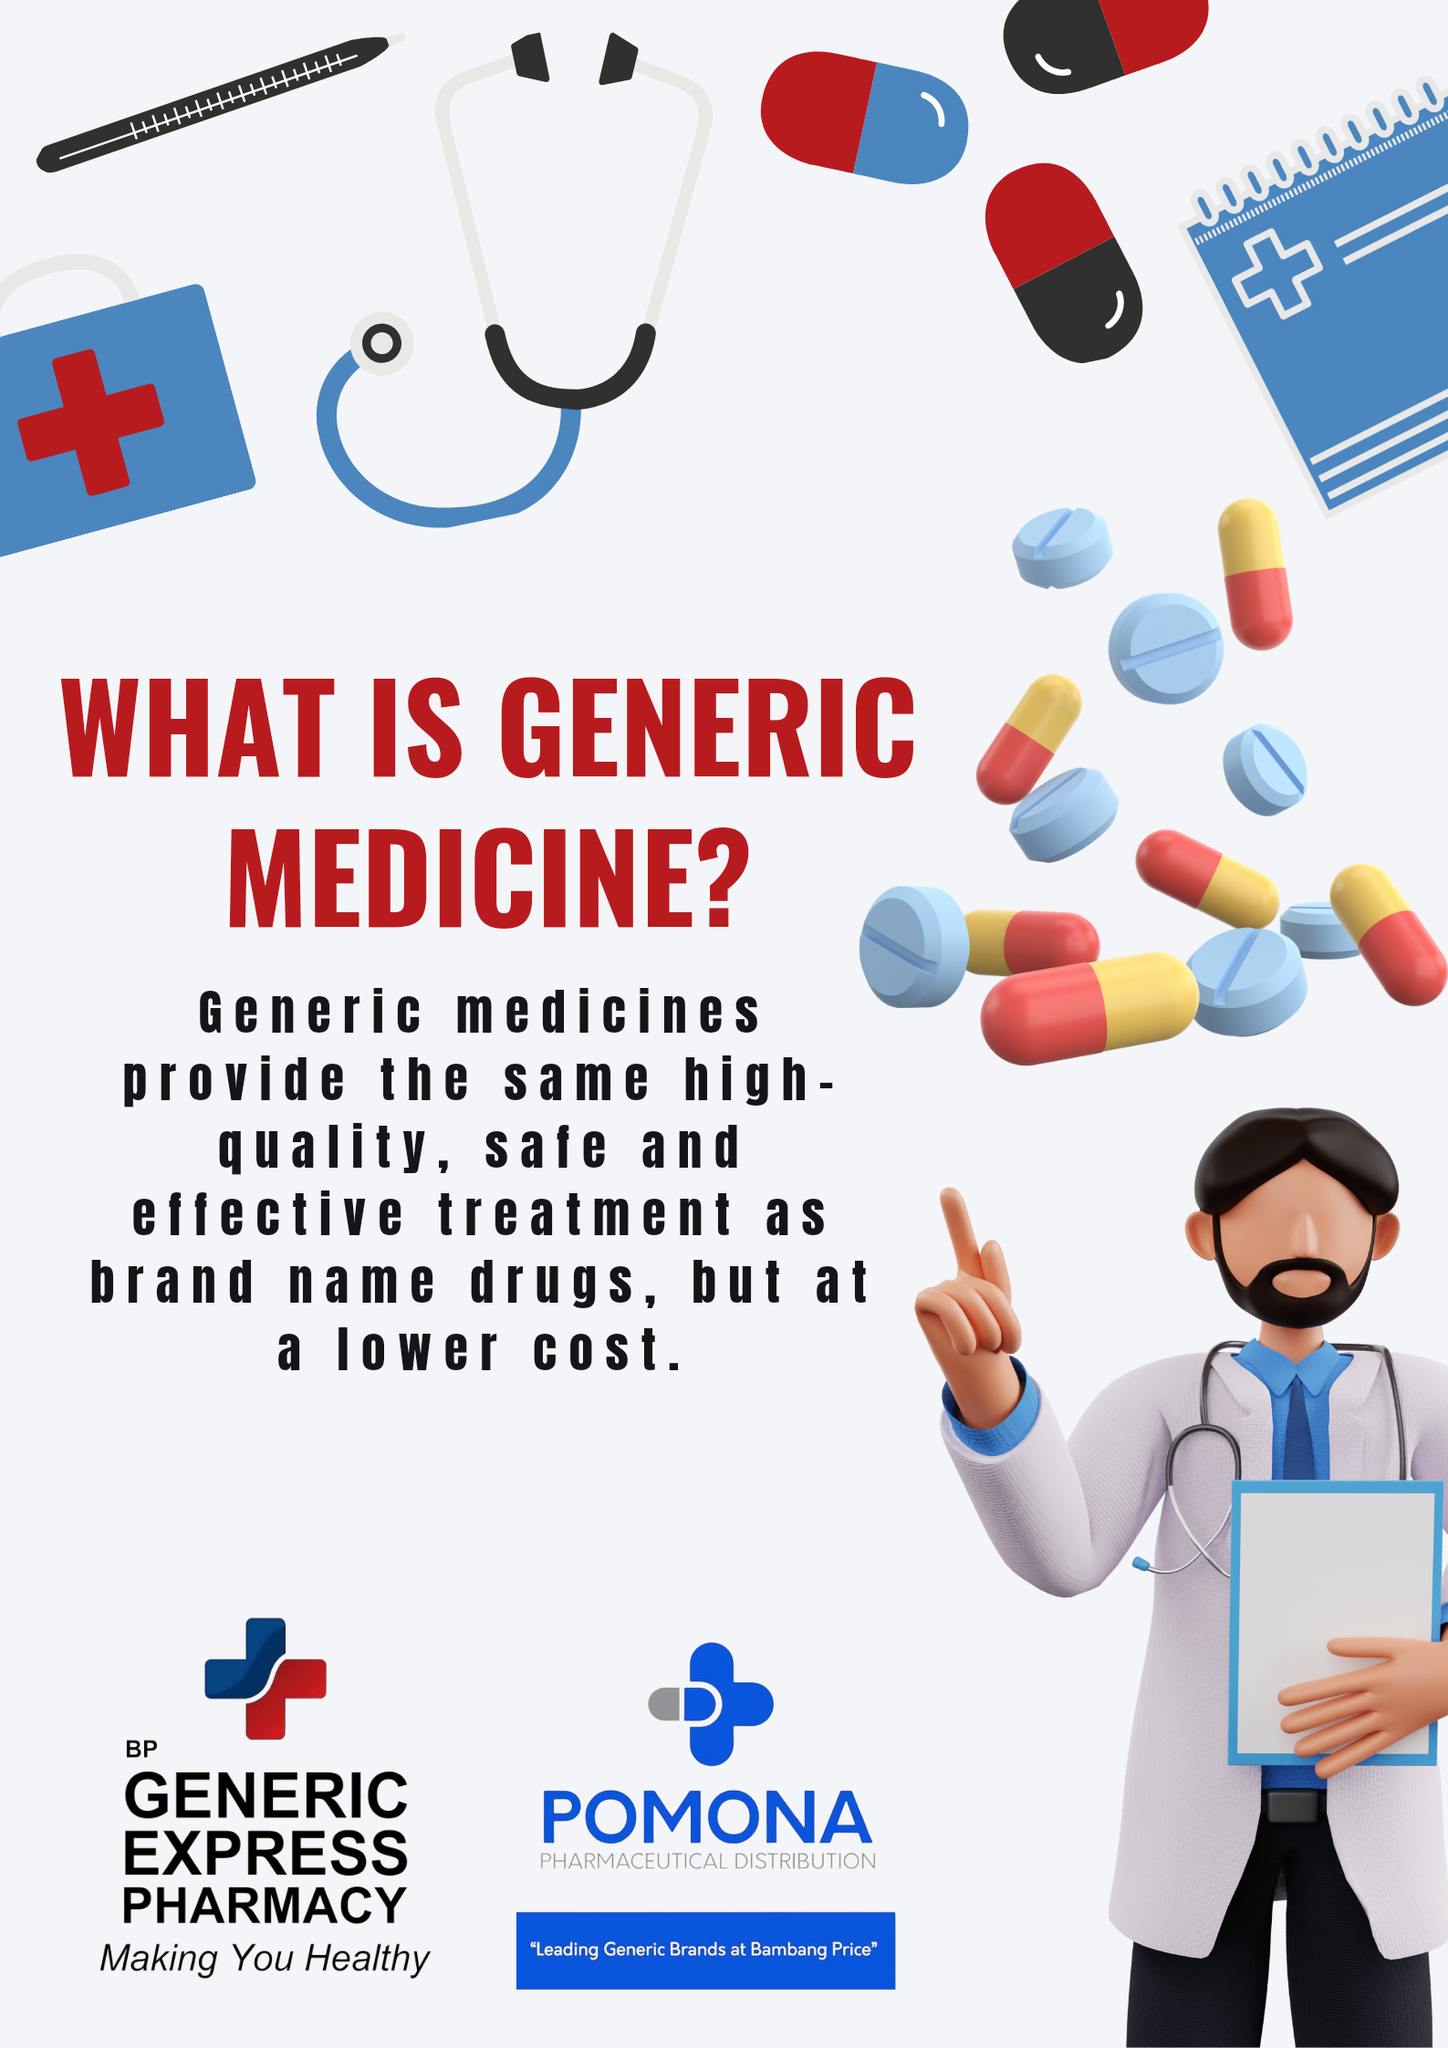 WHAT IS GENERIC
MEDICINE?
Generic medicines
provide the same high-
quality, safe and
effective treatment as
brand name drugs, but at
a lower cost.
BP
GENERIC
EXPRESS
PHARMACY
Making You Healthy
POMONA
PHARMACEUTICAL DISTRIBUTION
“Leading Generic Brands at Bambang Price”